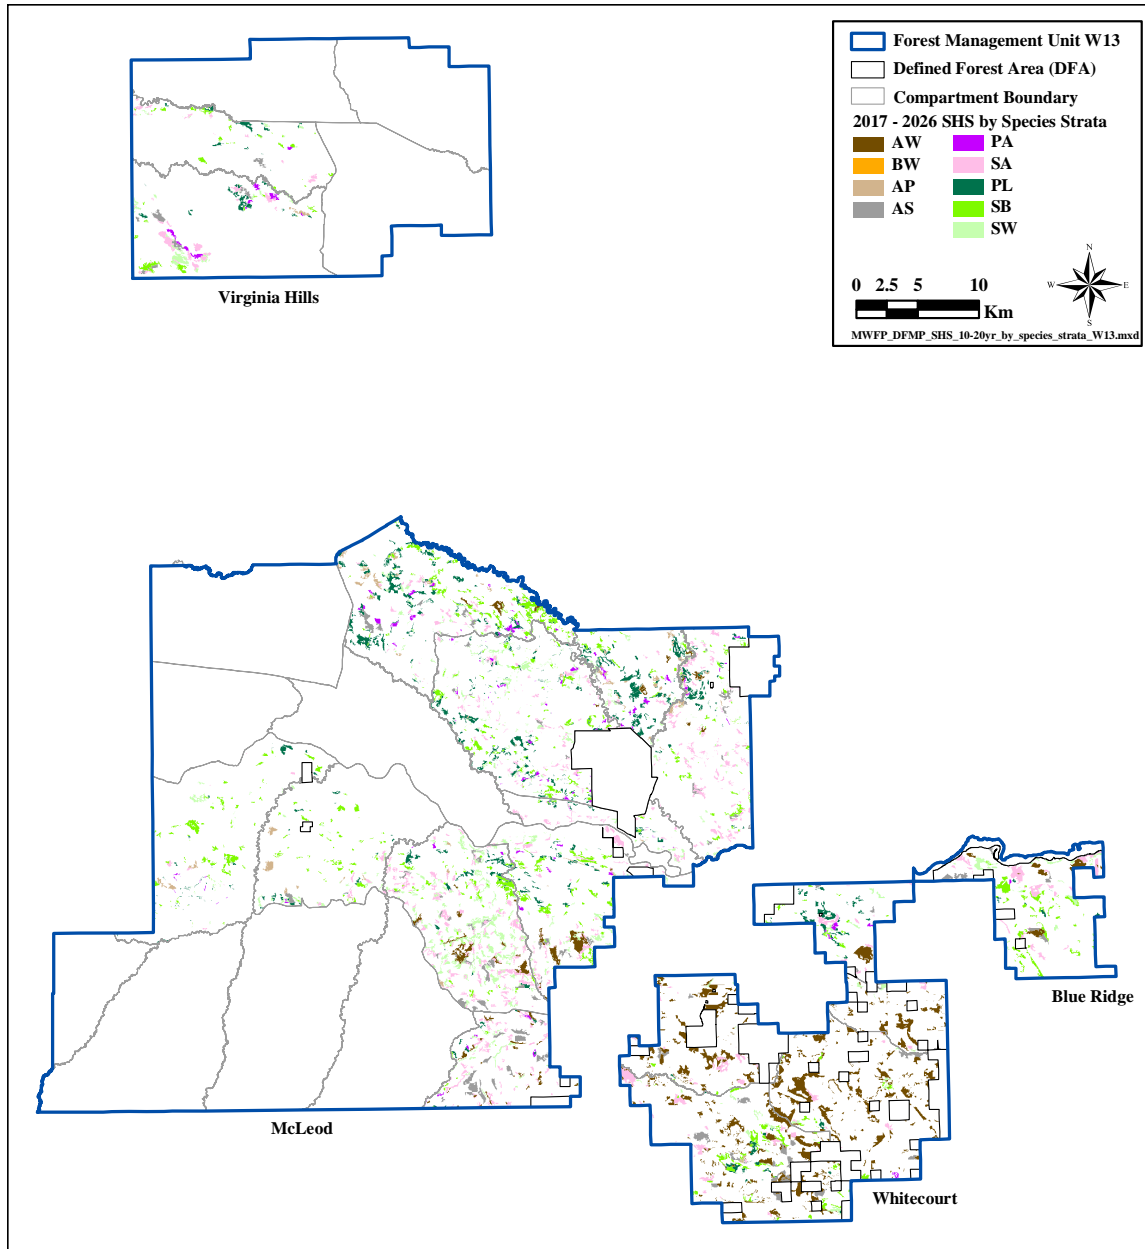 Forest Management Unit W13
Defined Forest Area (DFA)
Compartment Boundary
2017 - 2026 SHS by Species Strata
AW
BW
AP
AS
PA
SA
PL
SB
SW
N
W E
S
0 2.5 5 10
Km
MWFP_DFMP_SHS_10-20yr_by_species_strata_W13.mxd
Virginia Hills
Blue Ridge
McLeod
Whitecourt